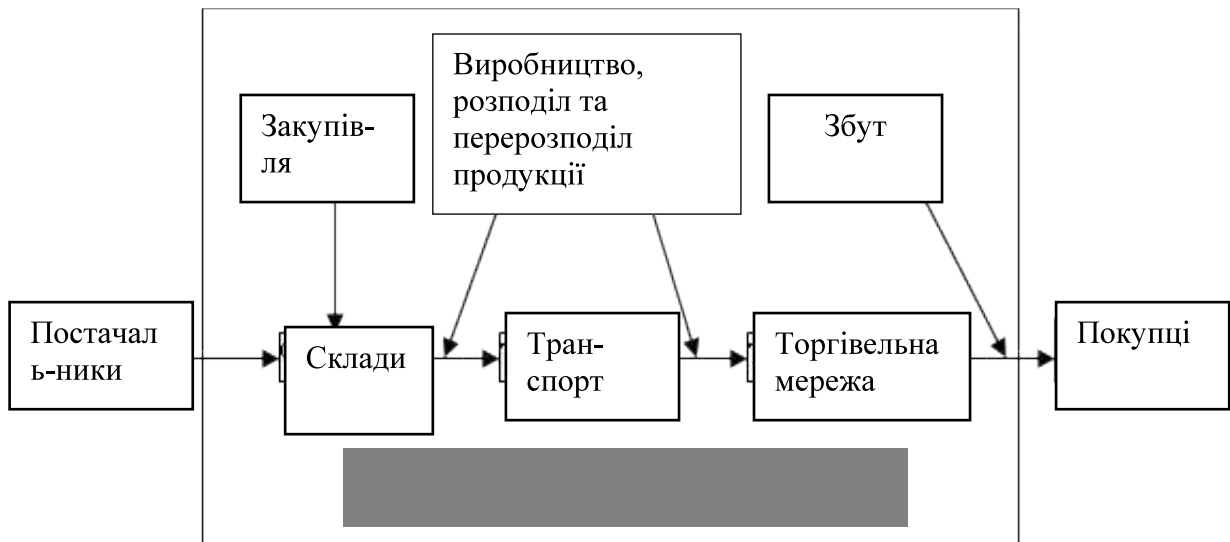 Виробництво,
розподіл та
перерозподіл
продукції
Закупів-
ля
Збут
Постачал
ь-ники
Склади
Тран-
спорт
Торгівельна
мережа
Покупці